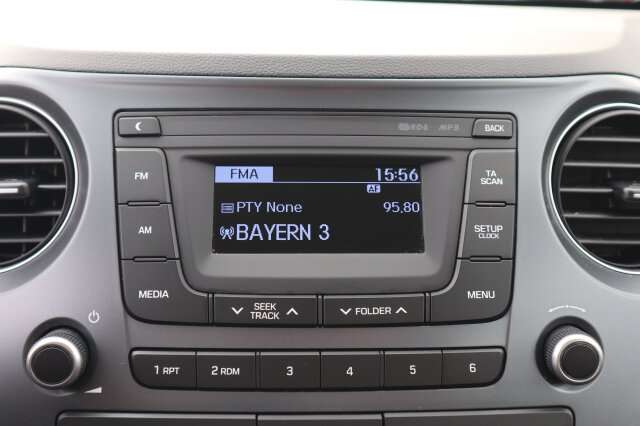 RDS MP3 BACK
FMA 15:56
AF
PTY None 95.80
BAYERN 3
FM
AM
MEDIA
TA
SCAN
SETUP
CLOCK
MENU
SEEK
TRACK
FOLDER
1 RPT 2 RDM 3 4 5 6